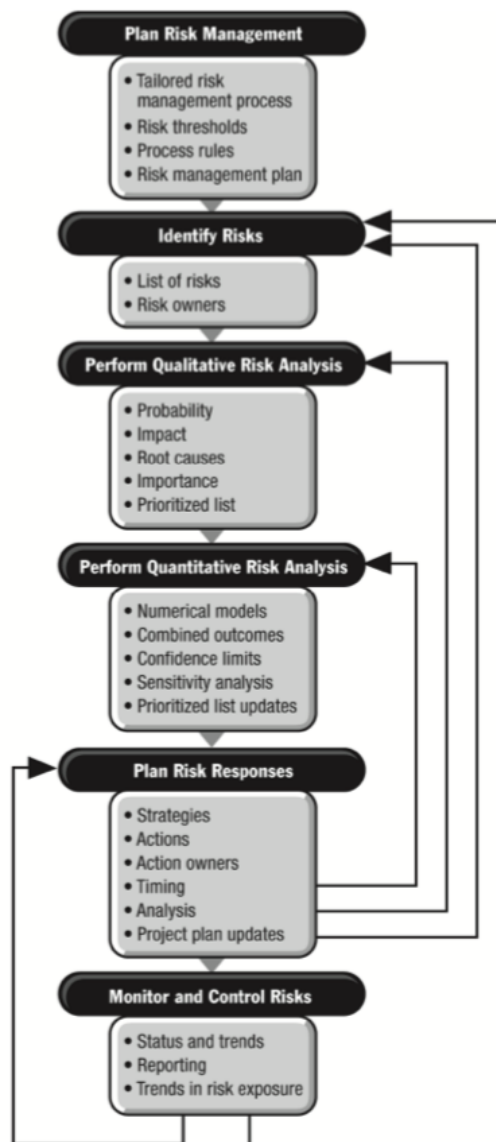 Plan Risk Management
• Tailored risk
management process
• Risk thresholds
• Process rules
• Risk management plan
Identify Risks
• List of risks
• Risk owners
Perform Qualitative Risk Analysis
• Probability
• Impact
• Root causes
• Importance
• Prioritized list
Perform Quantitative Risk Analysis
• Numerical models
• Combined outcomes
• Confidence limits
• Sensitivity analysis
• Prioritized list updates
Plan Risk Responses
• Strategies
• Actions
• Action owners
• Timing
• Analysis
• Project plan updates
Monitor and Control Risks
• Status and trends
• Reporting
• Trends in risk exposure